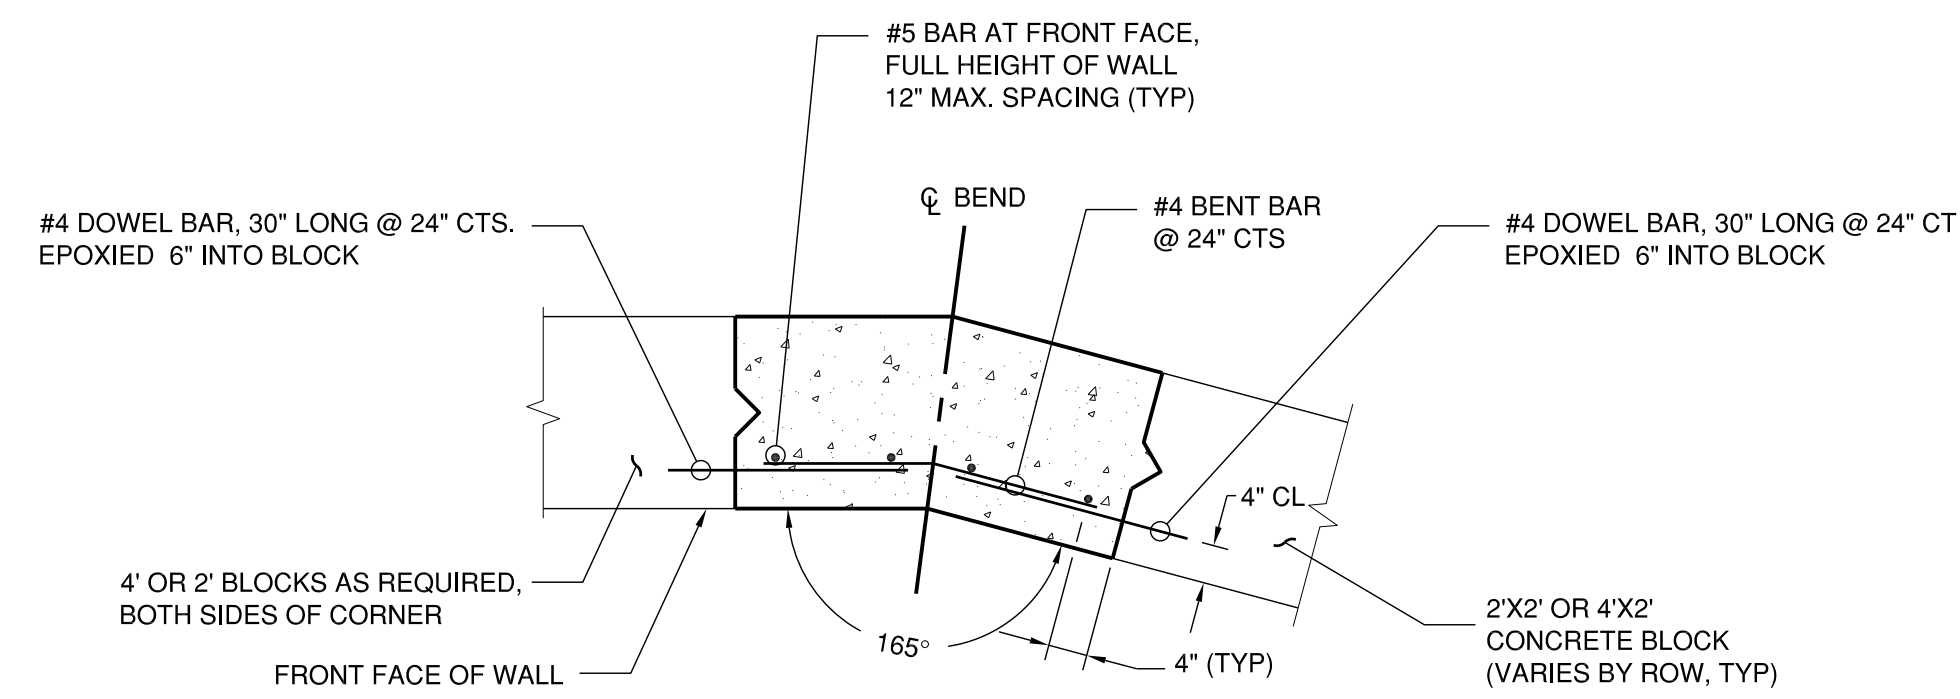 #5 BAR AT FRONT FACE,
FULL HEIGHT OF WALL
12" MAX. SPACING (TYP)
℄ BEND
#4 BENT BAR
@ 24" CTS
#4 DOWEL BAR, 30" LONG @ 24" CTS.
EPOXIED 6" INTO BLOCK
#4 DOWEL BAR, 30" LONG @ 24" CT
EPOXIED 6" INTO BLOCK
4" CL
4' OR 2' BLOCKS AS REQUIRED,
BOTH SIDES OF CORNER
FRONT FACE OF WALL
165°
4" (TYP)
2'X2' OR 4'X2'
CONCRETE BLOCK
(VARIES BY ROW, TYP)